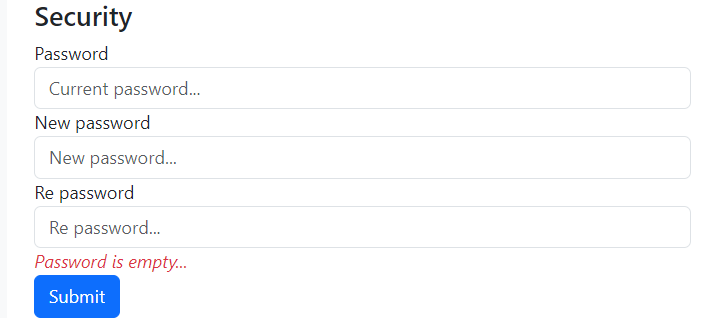 Security
Password
Current password...
New password
New password...
Re password
Re password...
Password is empty...
Submit